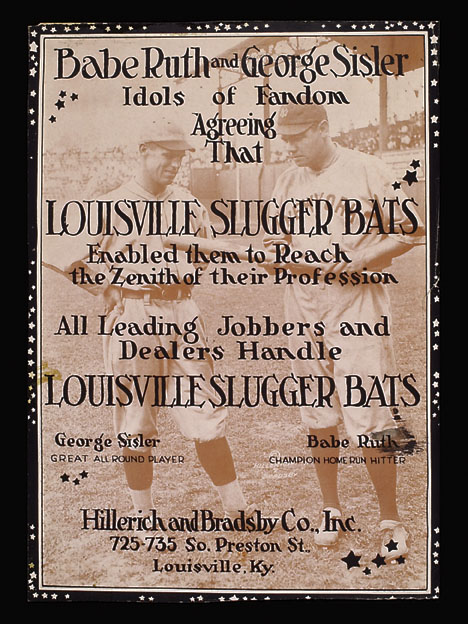 Babe Ruth and George Sisler
Idols of Fandom
Agreeing
That
LOUISVILLE SLUGGER BATS
Enabled them to Reach
the Zenith of their Profession
All Leading Jobbers and
Dealers Handle
LOUISVILLE SLUGGER BATS
George Sisler
GREAT ALL ROUND PLAYER
Babe Ruth
CHAMPION HOME RUN HITTER
Hillerich and Bradsby Co., Inc.
725-735 So. Preston St.,
Louisville, Ky.